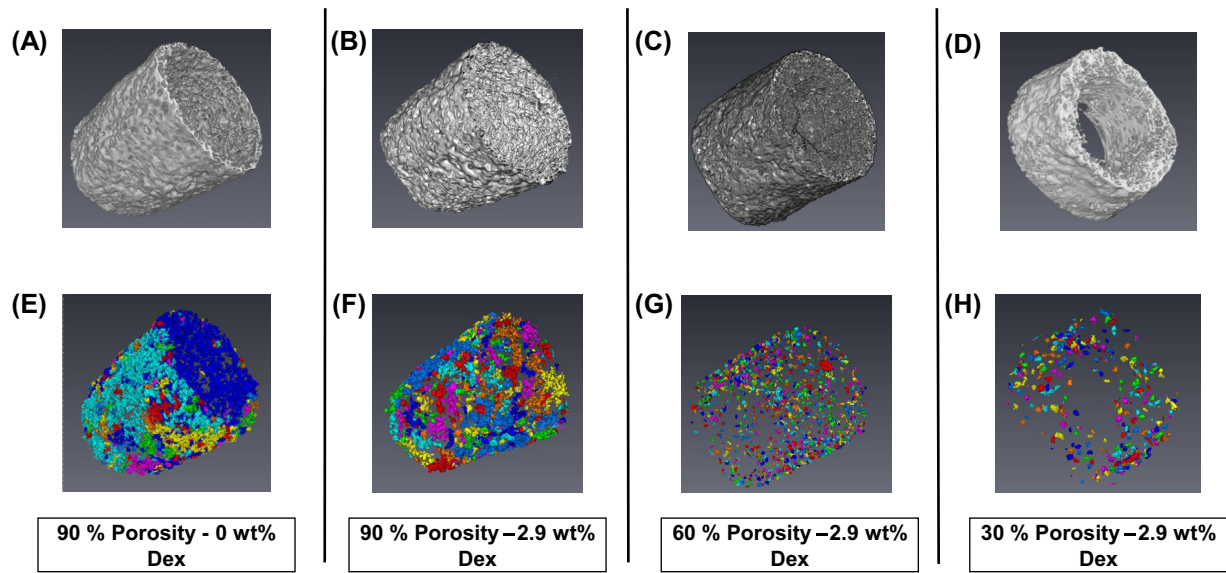 (A)
(B)
(C)
(D)
(E)
(F)
(G)
(H)
90 % Porosity - 0 wt%
Dex
90 % Porosity –2.9 wt%
Dex
60 % Porosity –2.9 wt%
Dex
30 % Porosity –2.9 wt%
Dex